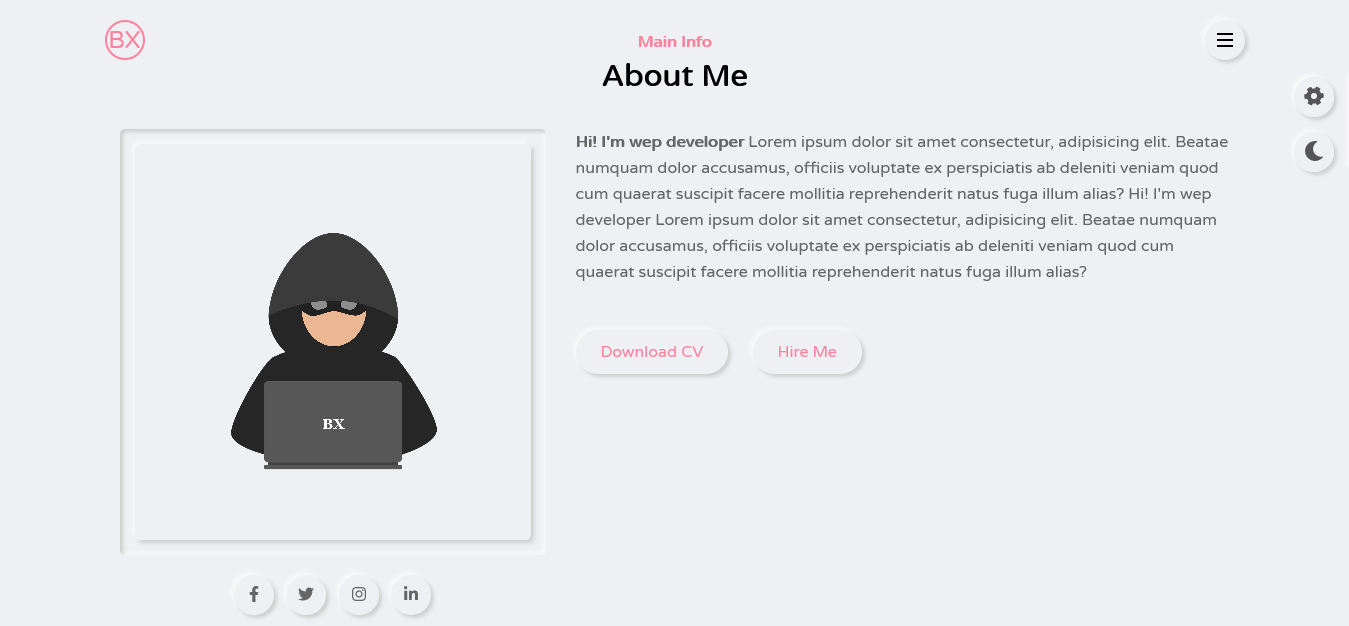 BX
Main Info
About Me
Hi! I'm wep developer Lorem ipsum dolor sit amet consectetur, adipisicing elit. Beatae
numquam dolor accusamus, officiis voluptate ex perspiciatis ab deleniti veniam quod
cum quaerat suscipit facere mollitia reprehenderit natus fuga illum alias? Hi! I'm wep
developer Lorem ipsum dolor sit amet consectetur, adipisicing elit. Beatae numquam
dolor accusamus, officiis voluptate ex perspiciatis ab deleniti veniam quod cum
quaerat suscipit facere mollitia reprehenderit natus fuga illum alias?
Download CV
Hire Me
BX